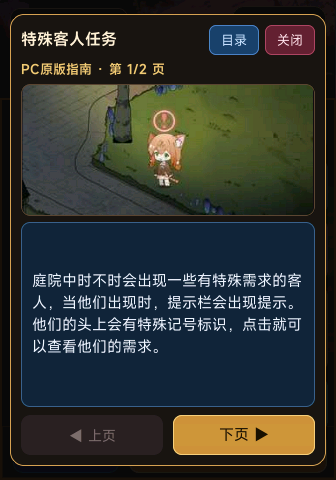 特殊客人任务
目录
关闭
PC原版指南 · 第 1/2 页
庭院中时不时会出现一些有特殊需求的客
人，当他们出现时，提示栏会出现提示。
他们的头上会有特殊记号标识，点击就可
以查看他们的需求。
◀ 上页
下页 ▶